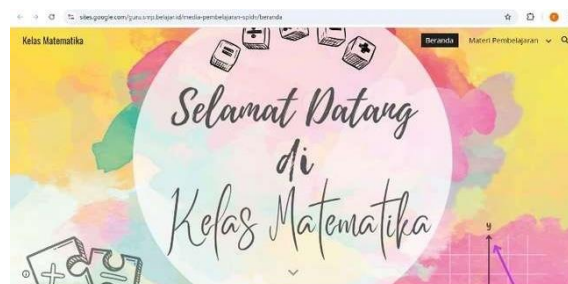 sites.google.com/guru.smp.belajar.id/media-pembelajaran-spldv/beranda
Kelas Matematika
Beranda
Materi Pembelajaran
Selamat Datang
di
Kelas Matematika
y